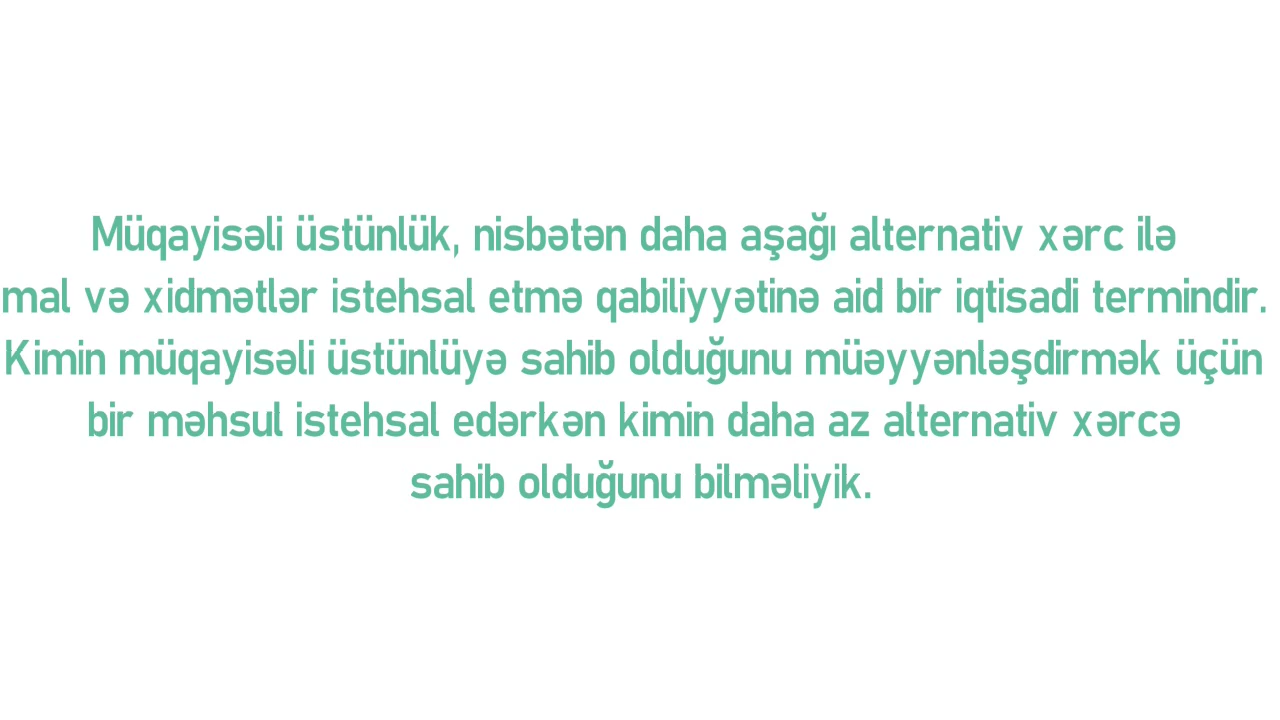 Müqayisəli üstünlük, nisbətən daha aşağı alternativ xərc ilə
mal və xidmətlər istehsal etmə qabiliyyətinə aid bir iqtisadi termindir.
Kimin müqayisəli üstünlüyə sahib olduğunu müəyyənləşdirmək üçün
bir məhsul istehsal edərkən kimin daha az alternativ xərcə
sahib olduğunu bilməliyik.